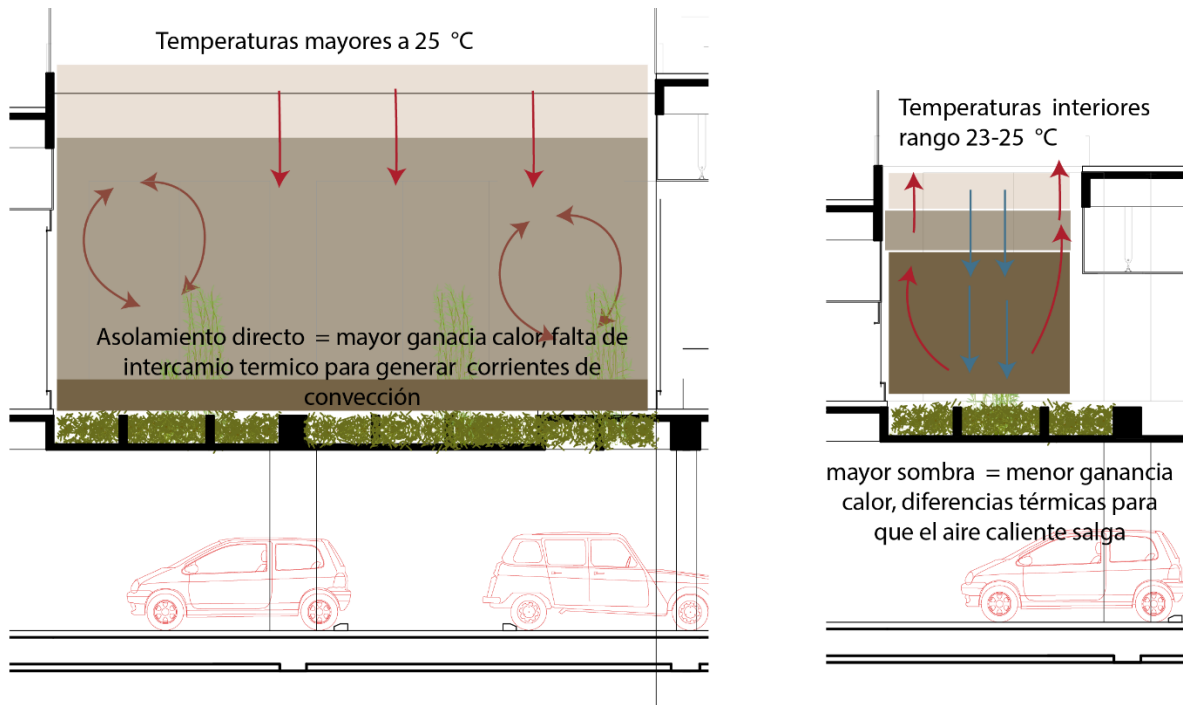 Temperaturas mayores a 25 °C
Asolamiento directo = mayor ganacia calor, falta de
intercamio termico para generar corrientes de
convección
Temperaturas interiores
rango 23-25 °C
mayor sombra = menor ganancia
calor, diferencias térmicas para
que el aire caliente salga